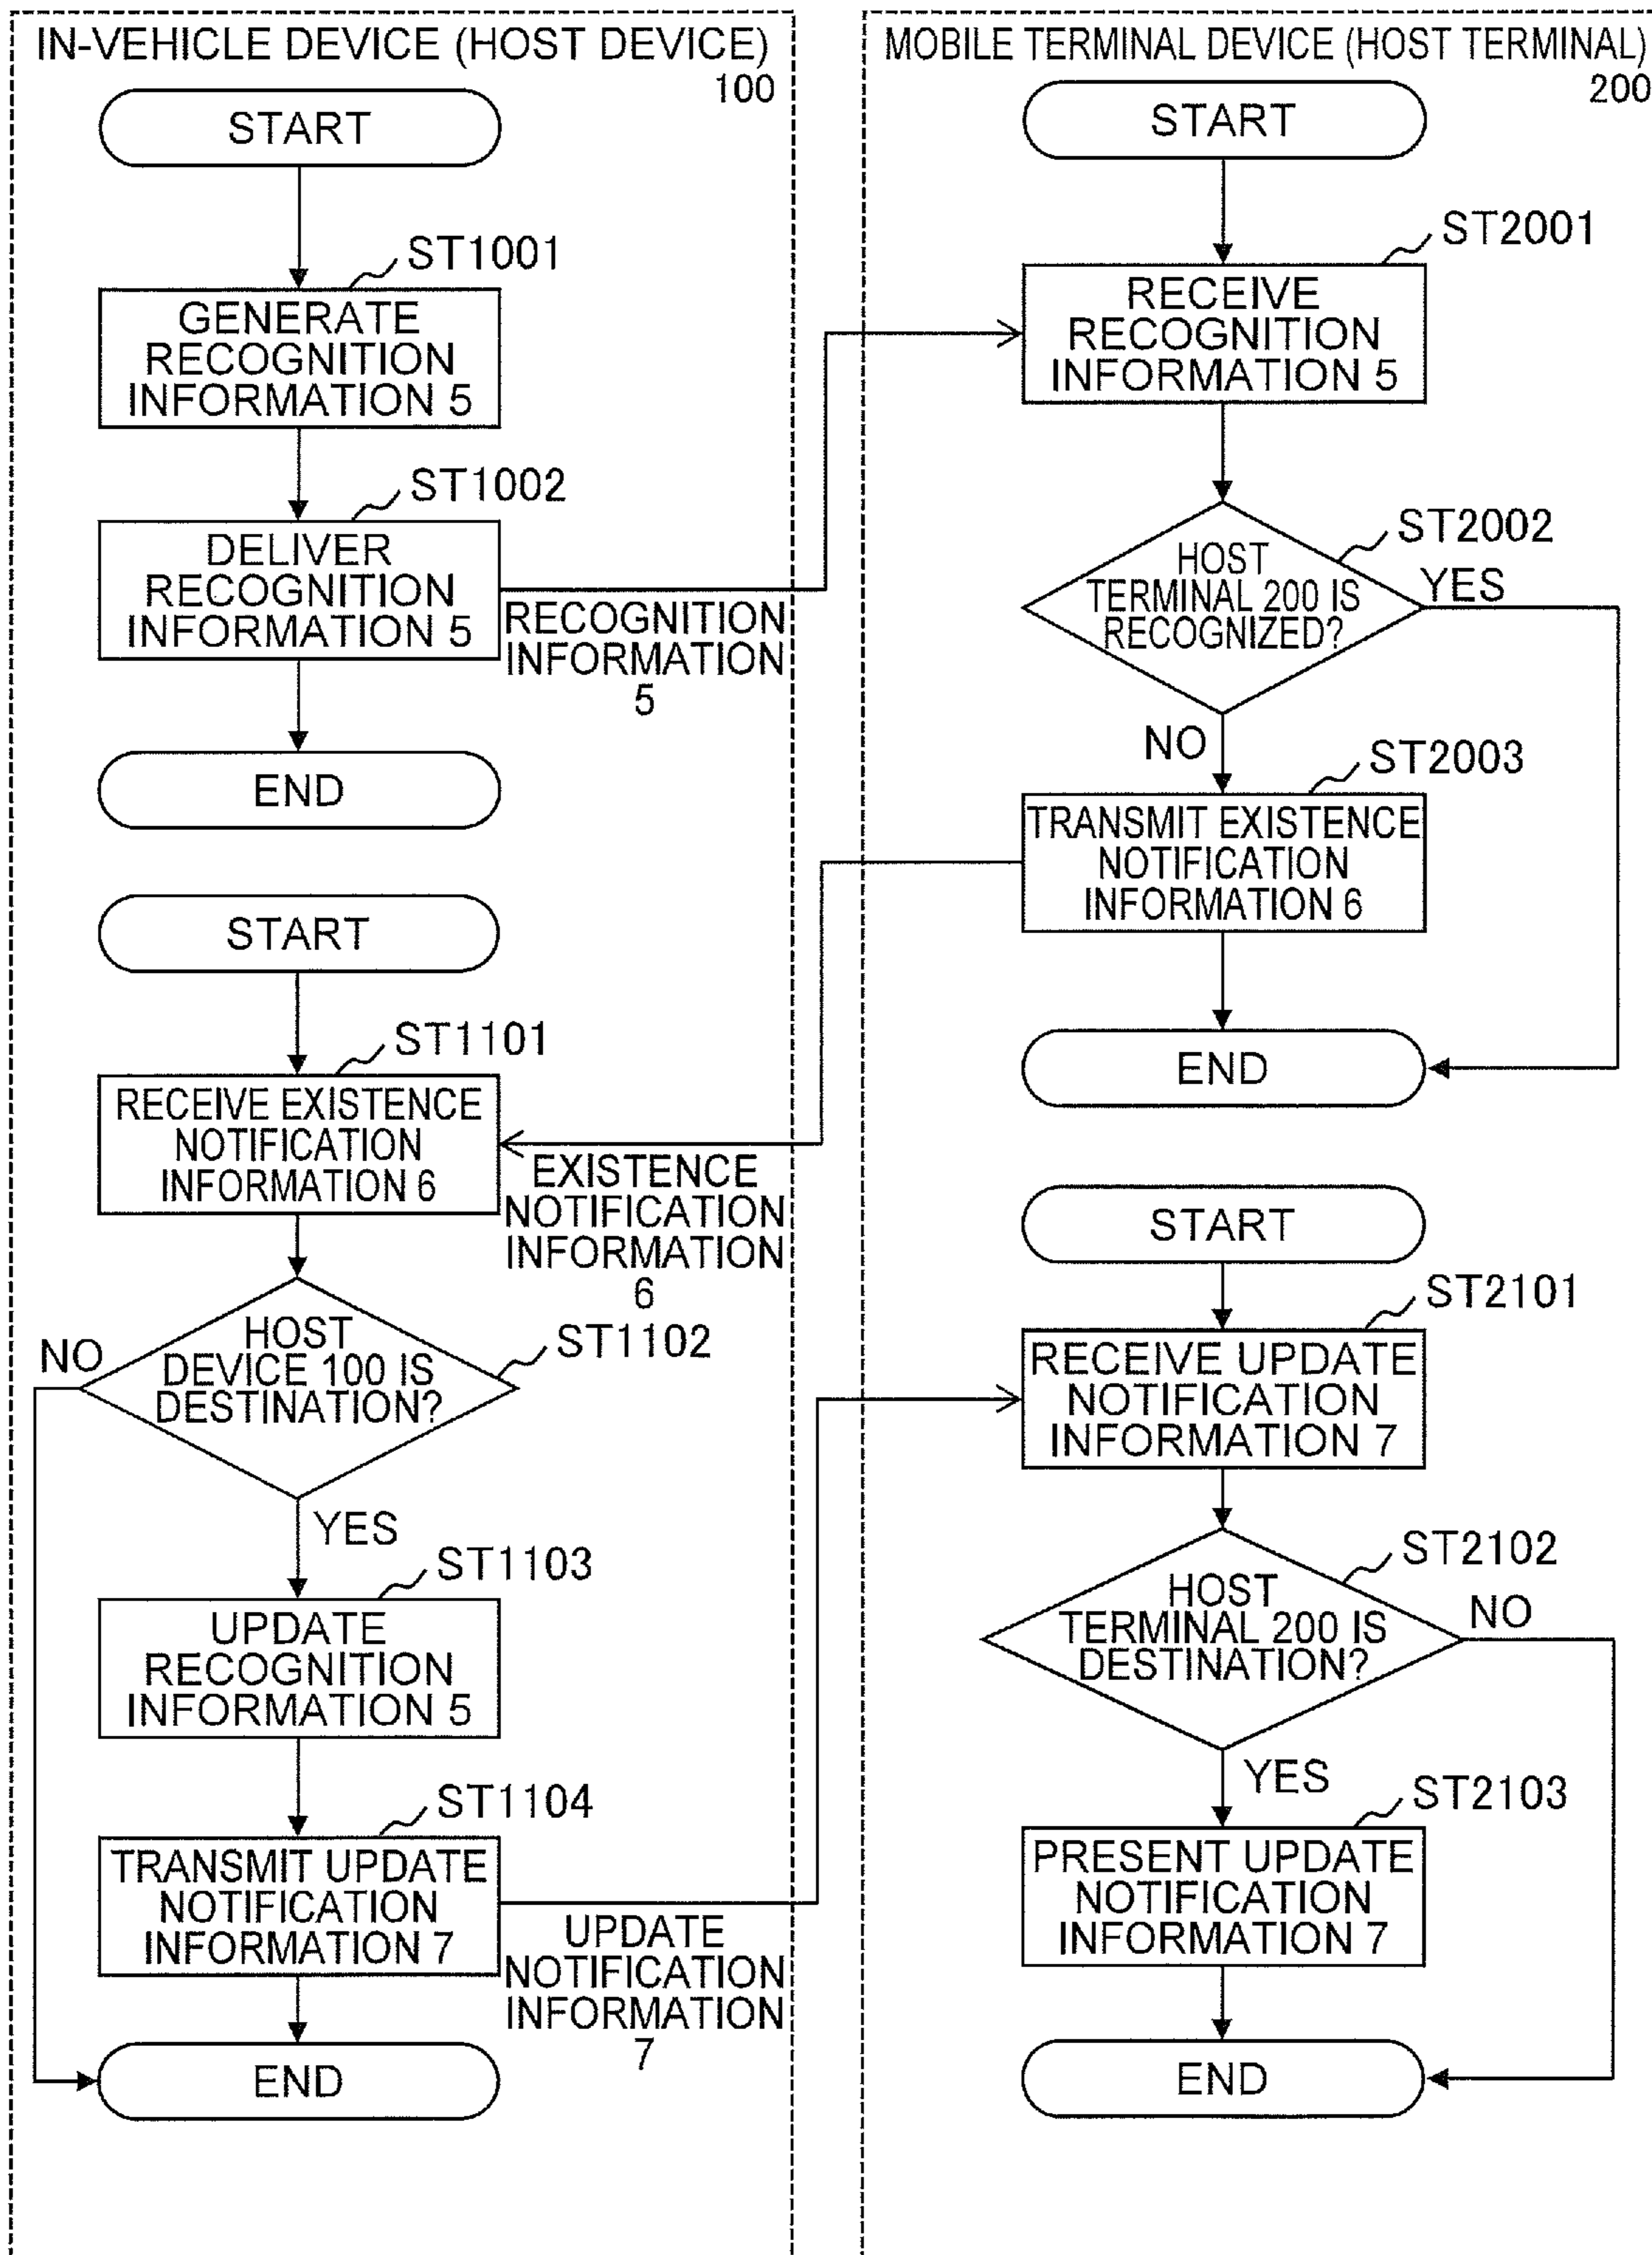 IN-VEHICLE DEVICE (HOST DEVICE)
100
START
ST1001
GENERATE
RECOGNITION
INFORMATION 5
ST1002
DELIVER
RECOGNITION
INFORMATION 5
RECOGNITION
INFORMATION
5
END
START
ST1101
RECEIVE EXISTENCE
NOTIFICATION
INFORMATION 6
EXISTENCE
NOTIFICATION
INFORMATION
6
ST1102
HOST
DEVICE 100 IS
DESTINATION?
NO
YES
ST1103
UPDATE
RECOGNITION
INFORMATION 5
ST1104
TRANSMIT UPDATE
NOTIFICATION
INFORMATION 7
UPDATE
NOTIFICATION
INFORMATION
7
END
MOBILE TERMINAL DEVICE (HOST TERMINAL)
200
START
ST2001
RECEIVE
RECOGNITION
INFORMATION 5
ST2002
HOST
TERMINAL 200 IS
RECOGNIZED?
YES
NO
ST2003
TRANSMIT EXISTENCE
NOTIFICATION
INFORMATION 6
END
START
ST2101
RECEIVE UPDATE
NOTIFICATION
INFORMATION 7
ST2102
HOST
TERMINAL 200 IS
DESTINATION?
NO
YES
ST2103
PRESENT UPDATE
NOTIFICATION
INFORMATION 7
END